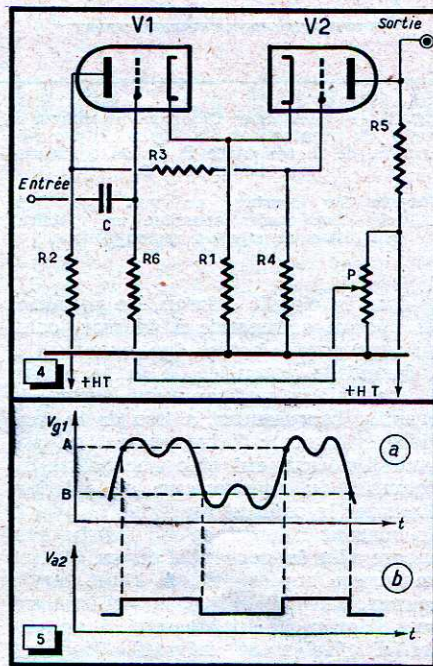 V1 V2
Sortie
R5
R3
Entrée
C
R2 R6 R1 R4 P
4
+HT +HT
Vg1
A
B
a
t
Va2
b
5
t